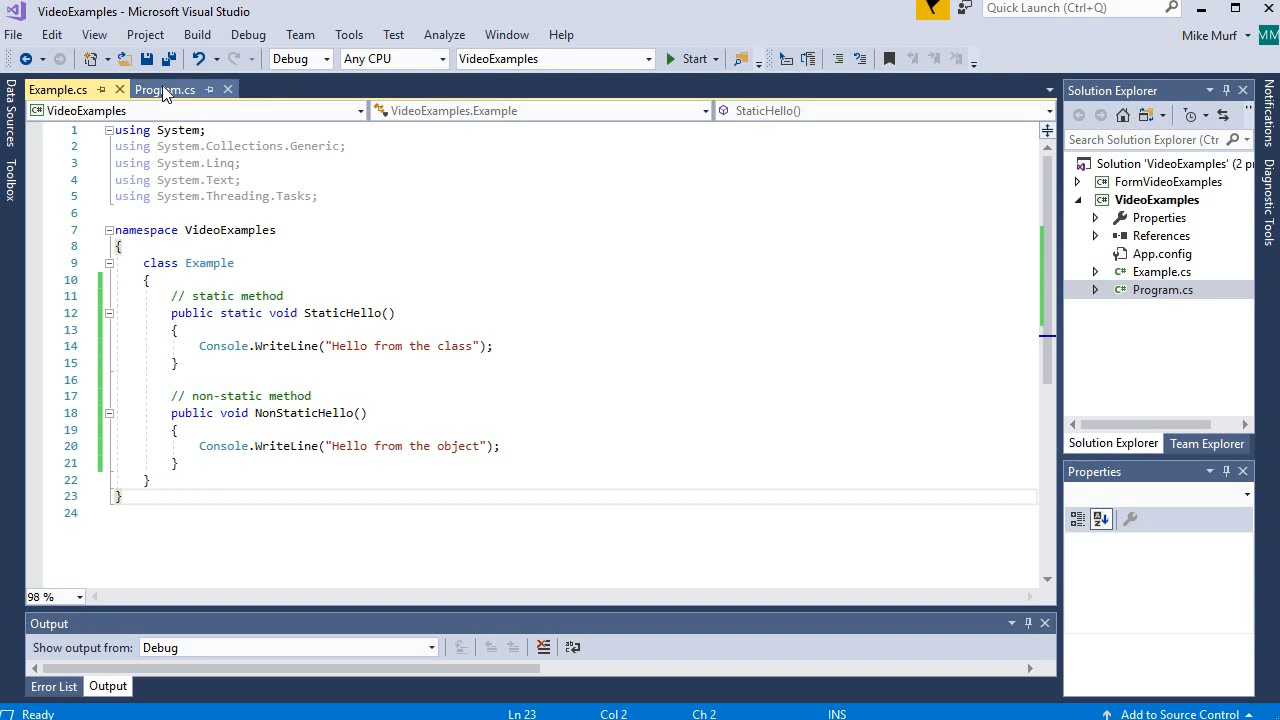 VideoExamples - Microsoft Visual Studio
Quick Launch (Ctrl+Q)
File Edit View Project Build Debug Team Tools Test Analyze Window Help
Mike Murf MM
Debug Any CPU VideoExamples Start
Data Sources
Toolbox
Example.cs Program.cs
VideoExamples VideoExamples.Example StaticHello()
1 using System;
2 using System.Collections.Generic;
3 using System.Linq;
4 using System.Text;
5 using System.Threading.Tasks;
6
7 namespace VideoExamples
8 {
9 class Example
10 {
11 // static method
12 public static void StaticHello()
13 {
14 Console.WriteLine("Hello from the class");
15 }
16
17 // non-static method
18 public void NonStaticHello()
19 {
20 Console.WriteLine("Hello from the object");
21 }
22 }
23 }
24
98 %
Output
Show output from: Debug
Error List Output
Solution Explorer
Search Solution Explorer (Ctr
Solution 'VideoExamples' (2 pr
C# FormVideoExamples
C# VideoExamples
Properties
References
App.config
C# Example.cs
C# Program.cs
Solution Explorer Team Explorer
Properties
Notifications
Diagnostic Tools
Ready Ln 23 Col 2 Ch 2 INS Add to Source Control